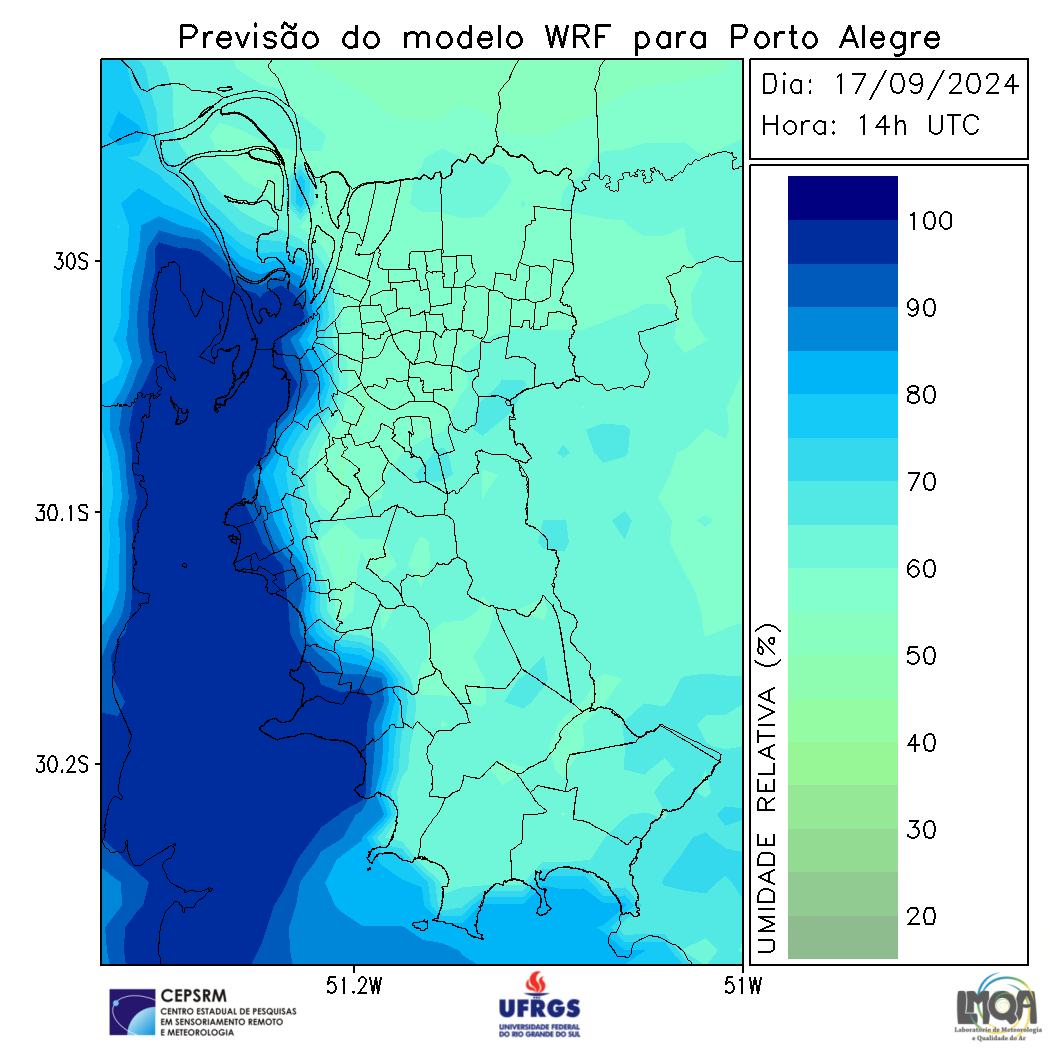 Previsão do modelo WRF para Porto Alegre
Dia: 17/09/2024
Hora: 14h UTC
100
90
80
70
60
50
40
30
20
UMIDADE RELATIVA (%)
30S
30.1S
30.2S
51.2W
51W
CEPSRM
CENTRO ESTADUAL DE PESQUISAS
EM SENSORIAMENTO REMOTO
E METEOROLOGIA
UFRGS
UNIVERSIDADE FEDERAL
DO RIO GRANDE DO SUL
LMQA
Laboratório de Meteorologia
e Qualidade do Ar